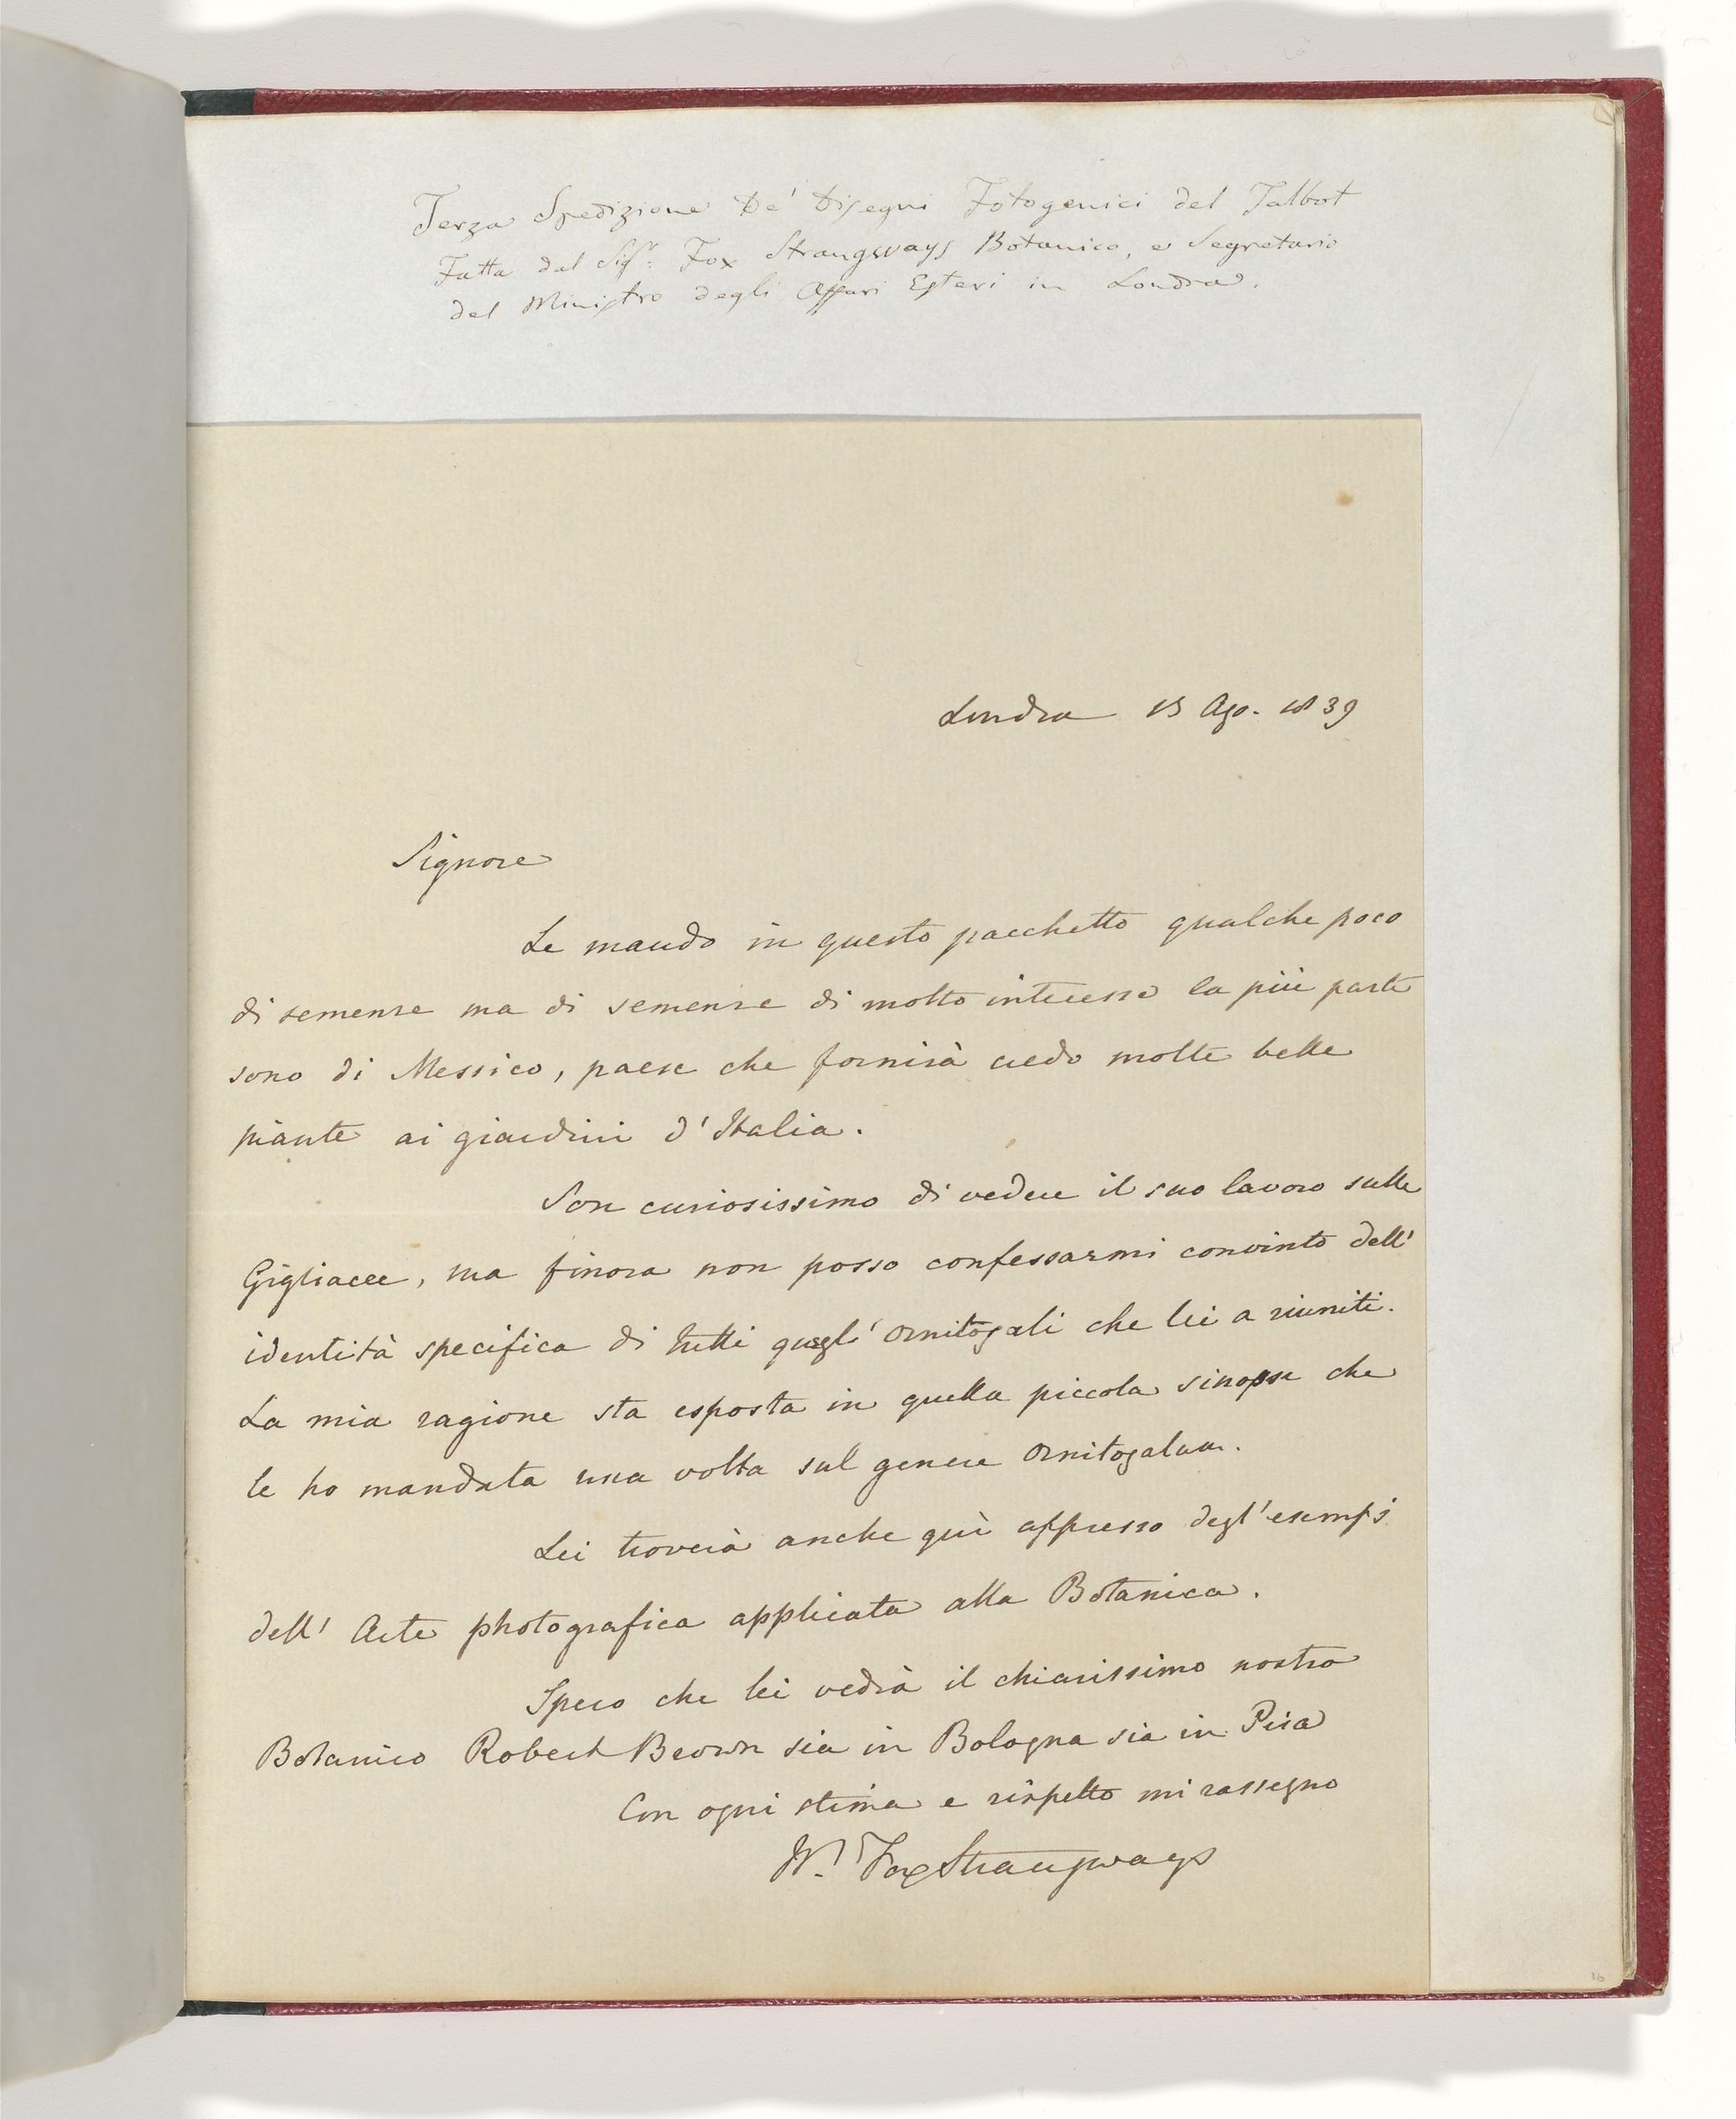 Terza Spedizione De' Disegni Fotogenici del Talbot
Fatta dal Sig.r Fox Strangways Botanico, e Segretario
del Ministro degli Affari Esteri in Londra.
Londra 13 Ago. 1839
Signore
Le mando in questo pacchetto qualche poco
di semenze ma di semenze di molto interesse la più parte
sono di Messico, paese che fornirà credo molte belle
piante ai giardini d'Italia.
Son curiosissimo di vedere il suo lavoro sulle
Gigliacee, ma finora non posso confessarmi convinto dell'
identità specifica di tutti quegl' Ornitogali che lei a riuniti.
La mia ragione sta esposta in quella piccola sinopse che
le ho mandata una volta sul genere Ornitogalum.
Lei troverà anche quì appresso degl'esempj
dell' Arte photografica applicata alla Botanica.
Spero che lei vedrà il chiarissimo nostro
Botanico Robert Brown sia in Bologna sia in Pisa
Con ogni stima e rispetto mi rassegno
W. Fox Strangways
16